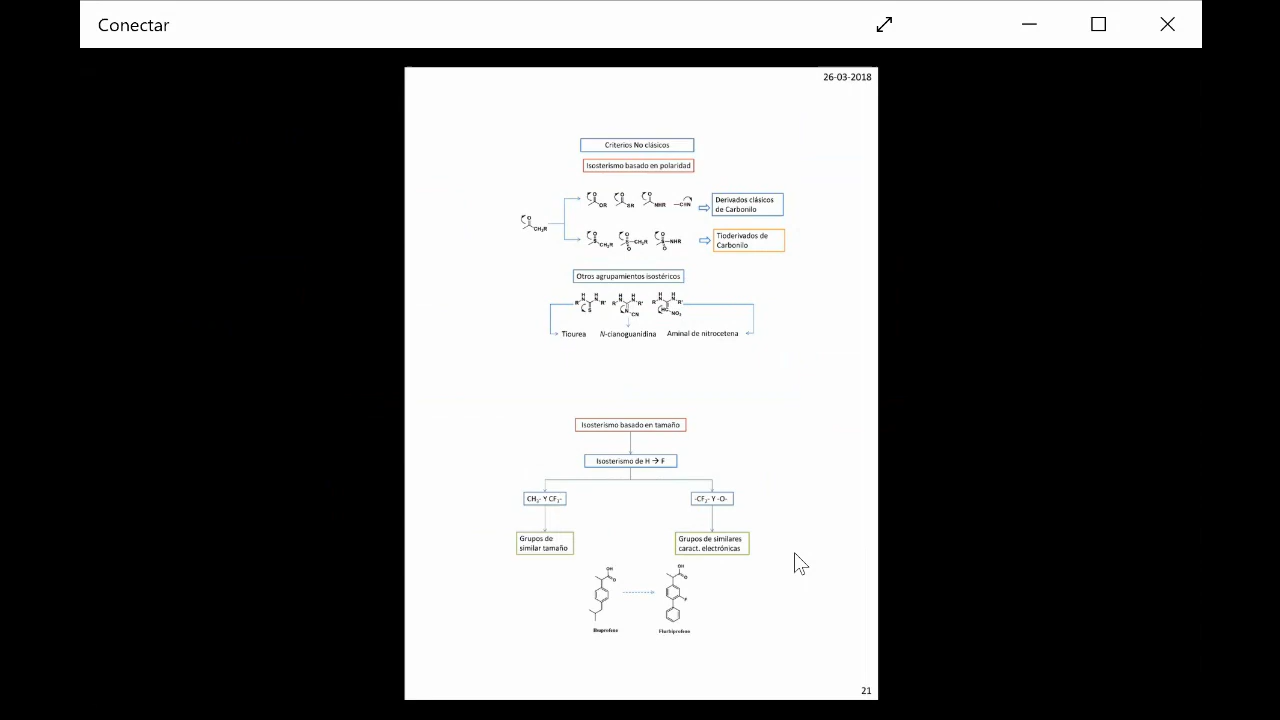 Conectar
26-03-2018
Criterios No clásicos
Isosterismo basado en polaridad
Derivados clásicos
de Carbonilo
Tioderivados de
Carbonilo
Otros agrupamientos isostéricos
Tiourea
N-cianoguanidina
Aminal de nitrocetena
Isosterismo basado en tamaño
Isosterismo de H → F
CH₃- Y CF₃-
-CF₂- Y -O-
Grupos de
similar tamaño
Grupos de similares
caract. electrónicas
Ibuprofeno
Flurbiprofeno
21